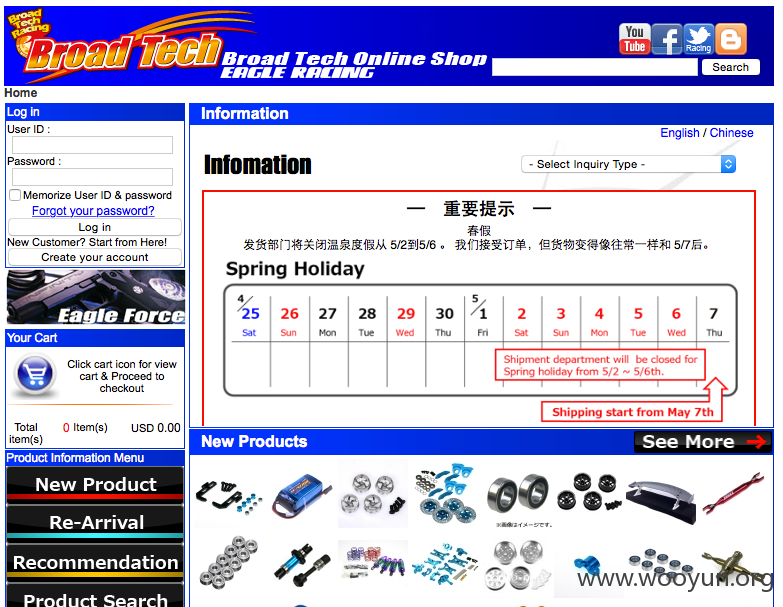 Broad
Tech
Racing
Broad Tech
Broad Tech Online Shop
EAGLE RACING
You
Tube
Racing
Search
Home
Log in
User ID :
Password :
Memorize User ID & password
Forgot your password?
Log in
New Customer? Start from Here!
Create your account
Eagle Force
Your Cart
Click cart icon for view
cart & Proceed to
checkout
Total
item(s)
0 Item(s)
USD 0.00
Product Information Menu
New Product
Re-Arrival
Recommendation
Product Search
Information
English / Chinese
Infomation
- Select Inquiry Type -
— 重要提示 —
春假
发货部门将关闭温泉度假从 5/2到5/6 。 我们接受订单，但货物变得像往常一样和 5/7后。
Spring Holiday
4/25 26 27 28 29 30 5/1 2 3 4 5 6 7
Sat Sun Mon Tue Wed Thu Fri Sat Sun Mon Tue Wed Thu
Shipment department will be closed for
Spring holiday from 5/2 ~ 5/6th.
Shipping start from May 7th
New Products
See More
※画像はイメージです。
www.wooyun.org